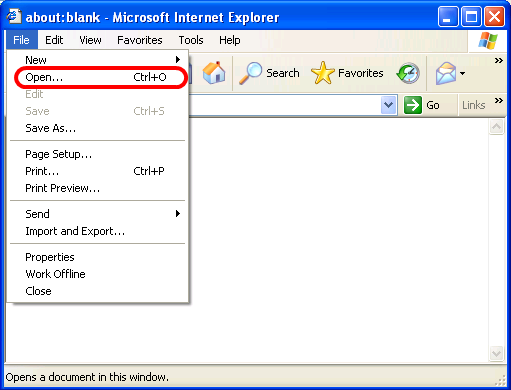 about:blank - Microsoft Internet Explorer
File Edit View Favorites Tools Help
New
Open... Ctrl+O
Edit
Save Ctrl+S
Save As...
Page Setup...
Print... Ctrl+P
Print Preview...
Send
Import and Export...
Properties
Work Offline
Close
Search Favorites »
Go Links »
Opens a document in this window.